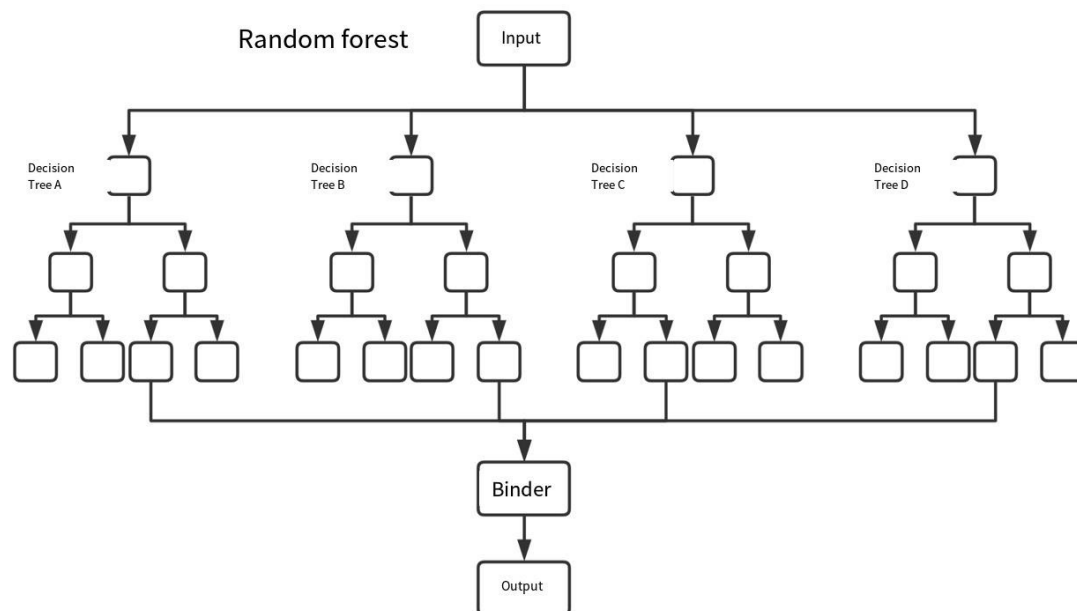 Random forest
Input
Decision
Tree A
Decision
Tree B
Decision
Tree C
Decision
Tree D
Binder
Output